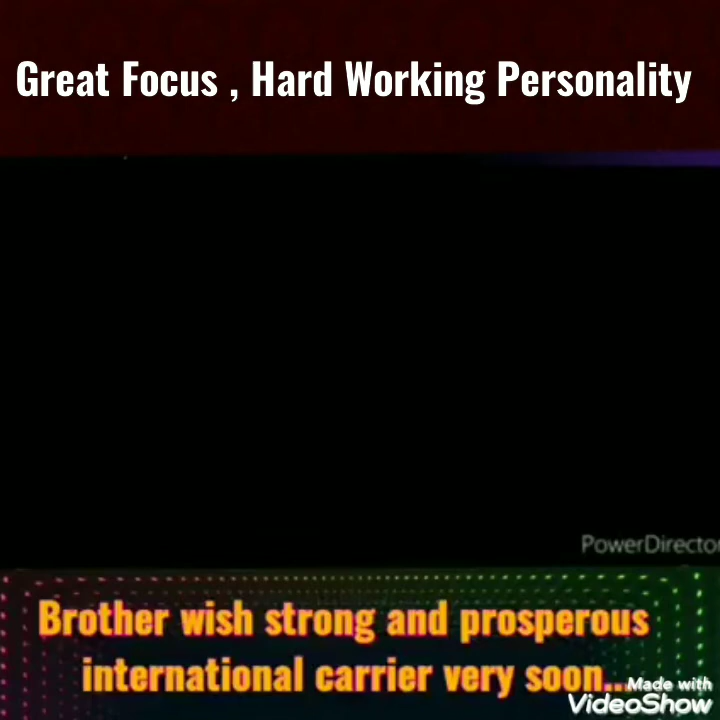 Great Focus , Hard Working Personality
PowerDirector
Brother wish strong and prosperous
international carrier very soon...
Made with
VideoShow